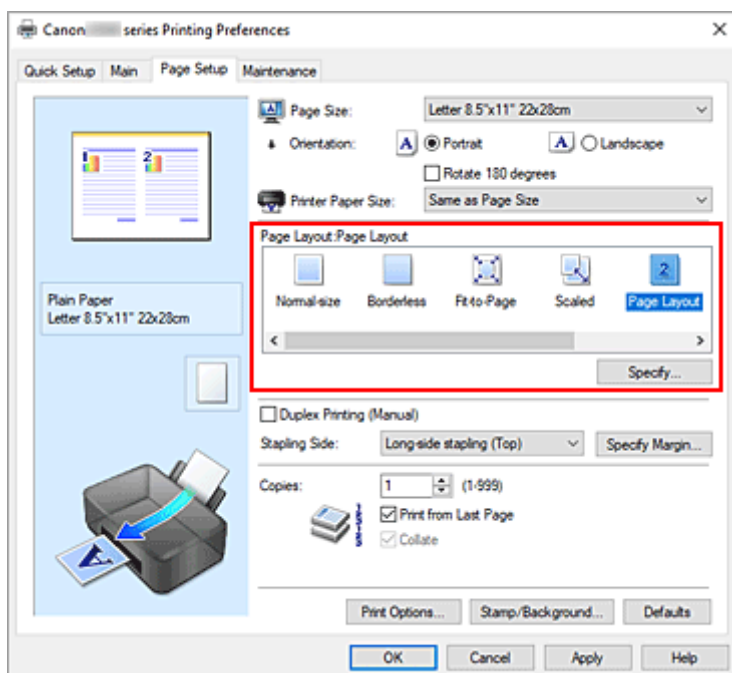 Canon series Printing Preferences
Quick Setup Main Page Setup Maintenance
Page Size: Letter 8.5"x11" 22x28cm
Orientation: A Portrait A Landscape
Rotate 180 degrees
Printer Paper Size: Same as Page Size
1 2
Page Layout:Page Layout
2
Normal-size Borderless Fit-to-Page Scaled Page Layout
Specify...
Plain Paper
Letter 8.5"x11" 22x28cm
Duplex Printing (Manual)
Stapling Side: Long-side stapling (Top) Specify Margin...
Copies: 1 (1-999)
Print from Last Page
Collate
A
Print Options... Stamp/Background... Defaults
OK Cancel Apply Help